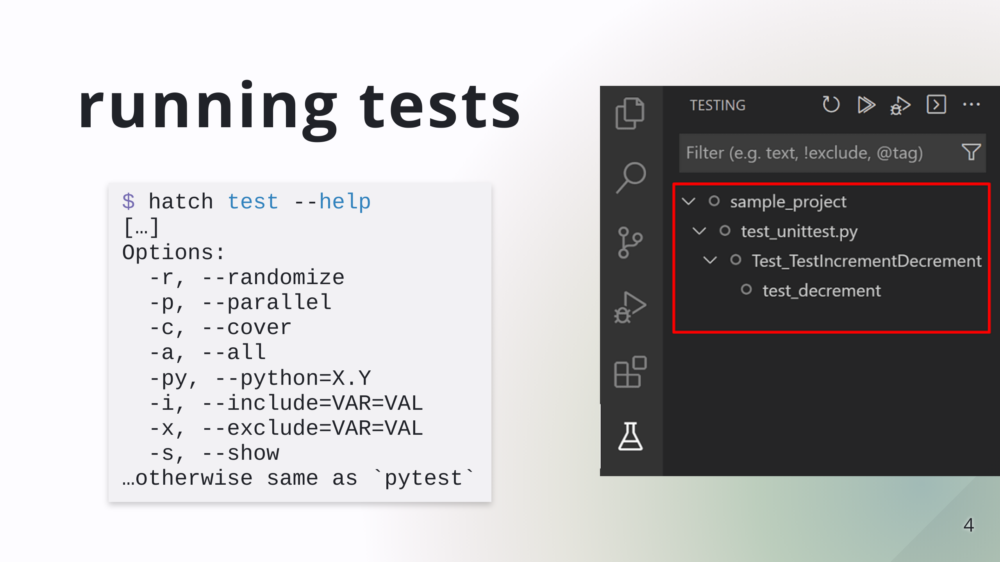 running tests
$ hatch test --help
[…]
Options:
  -r, --randomize
  -p, --parallel
  -c, --cover
  -a, --all
  -py, --python=X.Y
  -i, --include=VAR=VAL
  -x, --exclude=VAR=VAL
  -s, --show
…otherwise same as `pytest`
TESTING
Filter (e.g. text, !exclude, @tag)
sample_project
test_unittest.py
Test_TestIncrementDecrement
test_decrement
4